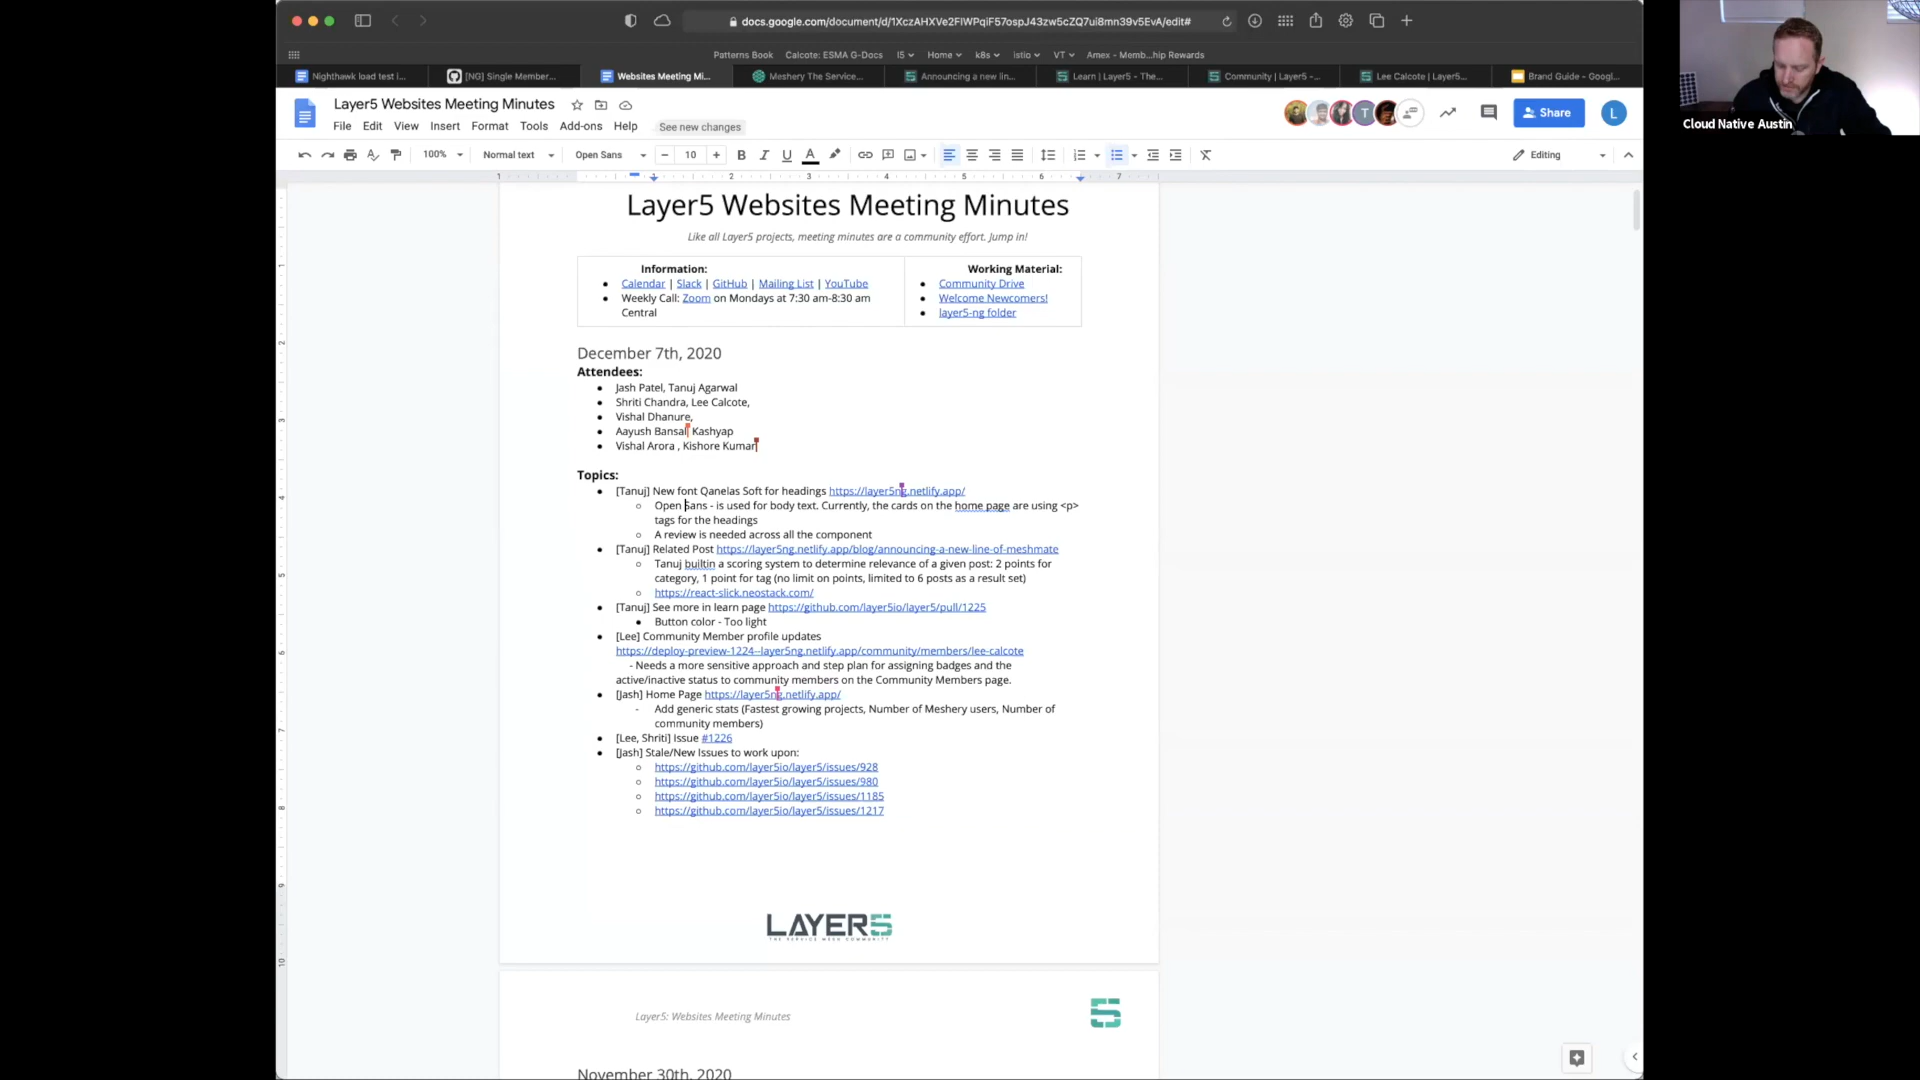 docs.google.com/document/d/1XczAHXVe2FlWPqiF57ospJ43zw5cZQ7ui8mn39v5EvA/edit#
Patterns Book Calcote: ESMA G-Docs I5 Home k8s istio VT Amex - Memb...hip Rewards
Nighthawk load test i... [NG] Single Member... Websites Meeting Mi... Meshery The Service... Announcing a new lin... Learn | Layer5 - The... Community | Layer5 -... Lee Calcote | Layer5... Brand Guide - Googl...
Layer5 Websites Meeting Minutes
T
Share
L
File Edit View Insert Format Tools Add-ons Help See new changes
100% Normal text Open Sans 10 B I U A Editing
1 1 2 3 4 5 6 7
Layer5 Websites Meeting Minutes
Like all Layer5 projects, meeting minutes are a community effort. Jump in!
Information:
Calendar | Slack | GitHub | Mailing List | YouTube
Weekly Call: Zoom on Mondays at 7:30 am-8:30 am
Central
Working Material:
Community Drive
Welcome Newcomers!
layer5-ng folder
December 7th, 2020
Attendees:
Jash Patel, Tanuj Agarwal
Shriti Chandra, Lee Calcote,
Vishal Dhanure,
Aayush Bansal, Kashyap
Vishal Arora , Kishore Kumar
Topics:
[Tanuj] New font Qanelas Soft for headings https://layer5ng.netlify.app/
Open Sans - is used for body text. Currently, the cards on the home page are using <p>
tags for the headings
A review is needed across all the component
[Tanuj] Related Post https://layer5ng.netlify.app/blog/announcing-a-new-line-of-meshmate
Tanuj builtin a scoring system to determine relevance of a given post: 2 points for
category, 1 point for tag (no limit on points, limited to 6 posts as a result set)
https://react-slick.neostack.com/
[Tanuj] See more in learn page https://github.com/layer5io/layer5/pull/1225
Button color - Too light
[Lee] Community Member profile updates
https://deploy-preview-1224--layer5ng.netlify.app/community/members/lee-calcote
- Needs a more sensitive approach and step plan for assigning badges and the
active/inactive status to community members on the Community Members page.
[Jash] Home Page https://layer5ng.netlify.app/
- Add generic stats (Fastest growing projects, Number of Meshery users, Number of
community members)
[Lee, Shriti] Issue #1226
[Jash] Stale/New Issues to work upon:
https://github.com/layer5io/layer5/issues/928
https://github.com/layer5io/layer5/issues/980
https://github.com/layer5io/layer5/issues/1185
https://github.com/layer5io/layer5/issues/1217
LAYER5
THE SERVICE MESH COMMUNITY
Layer5: Websites Meeting Minutes
5
November 30th, 2020
Cloud Native Austin